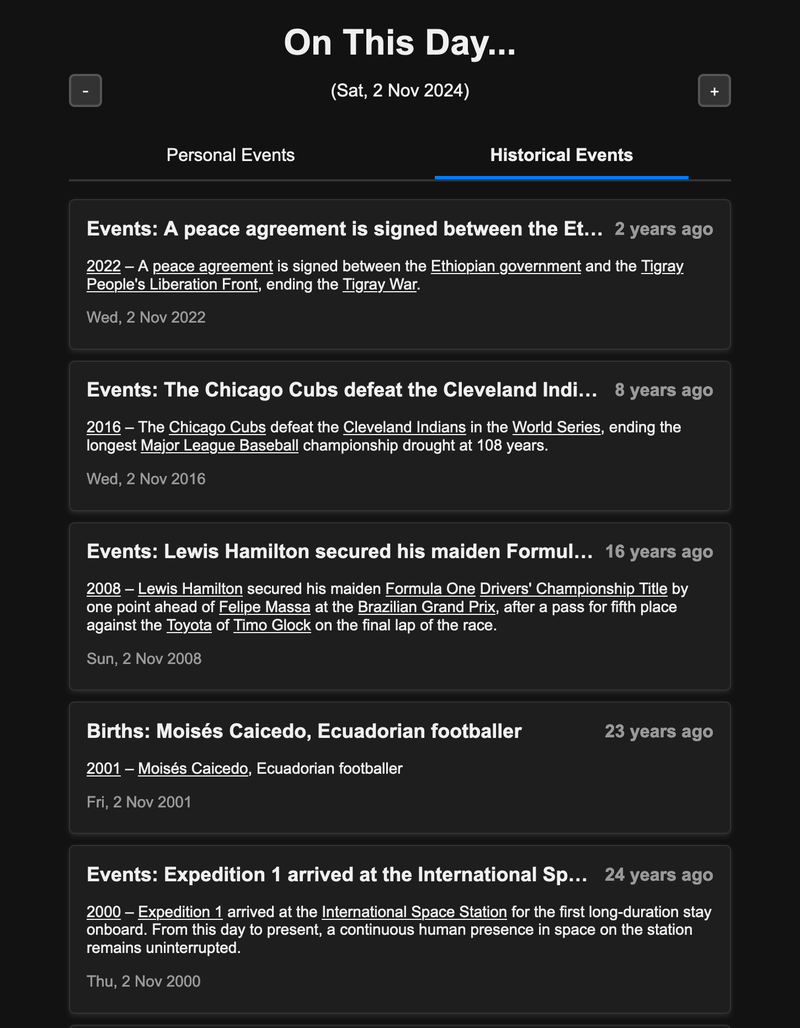 On This Day...
- (Sat, 2 Nov 2024) +
Personal Events Historical Events
Events: A peace agreement is signed between the Et... 2 years ago
2022 – A peace agreement is signed between the Ethiopian government and the Tigray
People's Liberation Front, ending the Tigray War.
Wed, 2 Nov 2022
Events: The Chicago Cubs defeat the Cleveland Indi... 8 years ago
2016 – The Chicago Cubs defeat the Cleveland Indians in the World Series, ending the
longest Major League Baseball championship drought at 108 years.
Wed, 2 Nov 2016
Events: Lewis Hamilton secured his maiden Formul... 16 years ago
2008 – Lewis Hamilton secured his maiden Formula One Drivers' Championship Title by
one point ahead of Felipe Massa at the Brazilian Grand Prix, after a pass for fifth place
against the Toyota of Timo Glock on the final lap of the race.
Sun, 2 Nov 2008
Births: Moisés Caicedo, Ecuadorian footballer 23 years ago
2001 – Moisés Caicedo, Ecuadorian footballer
Fri, 2 Nov 2001
Events: Expedition 1 arrived at the International Sp... 24 years ago
2000 – Expedition 1 arrived at the International Space Station for the first long-duration stay
onboard. From this day to present, a continuous human presence in space on the station
remains uninterrupted.
Thu, 2 Nov 2000